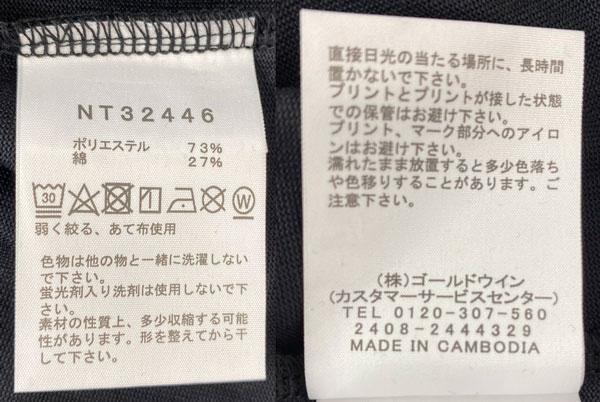 NT32446
ポリエステル 73%
綿 27%
30
W
弱く絞る、あて布使用
色物は他の物と一緒に洗濯しない
で下さい。
蛍光剤入り洗剤は使用しないで下
さい。
素材の性質上、多少収縮する可能
性があります。形を整えてから干
して下さい。
直接日光の当たる場所に、長時間
置かないで下さい。
プリントとプリントが接した状態
での保管はお避け下さい。
プリント、マーク部分へのアイロ
ンはお避け下さい。
濡れたまま放置すると多少色落ち
や色移りすることがあります。ご
注意下さい。
(株)ゴールドウイン
(カスタマーサービスセンター)
TEL 0120-307-560
2408-2444329
MADE IN CAMBODIA